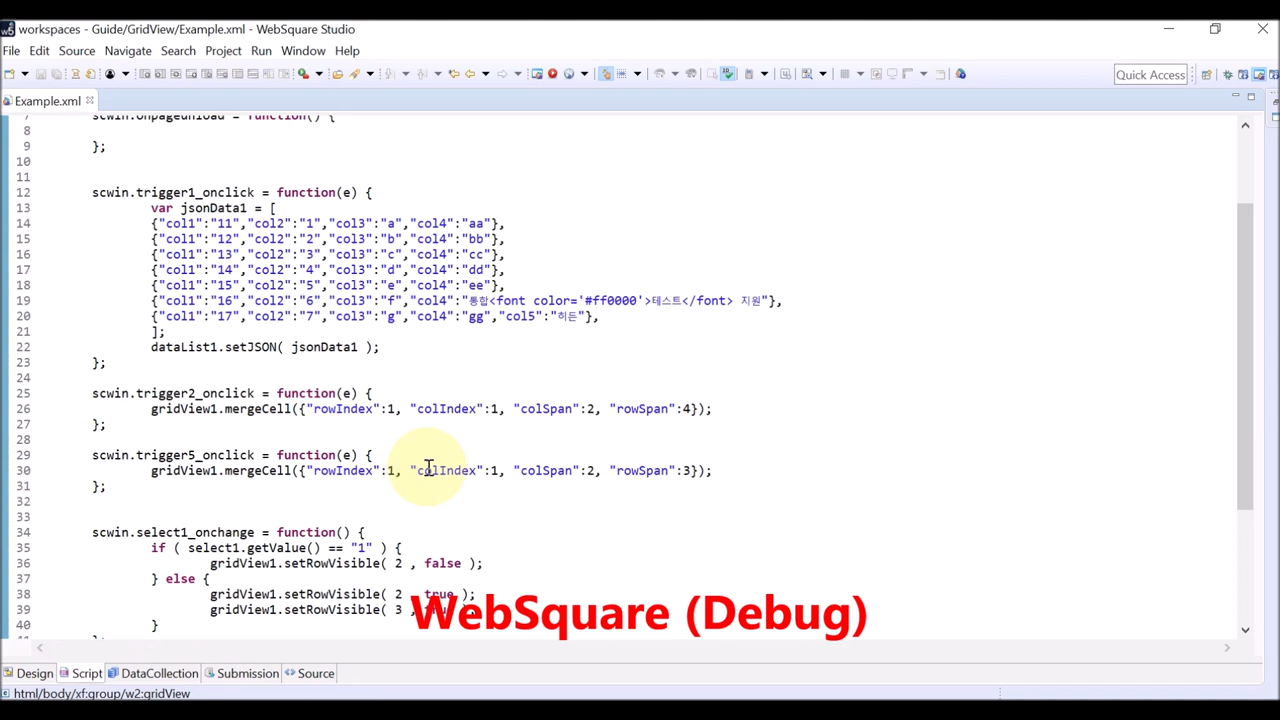 workspaces - Guide/GridView/Example.xml - WebSquare Studio
File Edit Source Navigate Search Project Run Window Help
Quick Access
Example.xml
7 scwin.onpageunload = function() {
8
9 };
10
11
12 scwin.trigger1_onclick = function(e) {
13 var jsonData1 = [
14 {"col1":"11","col2":"1","col3":"a","col4":"aa"},
15 {"col1":"12","col2":"2","col3":"b","col4":"bb"},
16 {"col1":"13","col2":"3","col3":"c","col4":"cc"},
17 {"col1":"14","col2":"4","col3":"d","col4":"dd"},
18 {"col1":"15","col2":"5","col3":"e","col4":"ee"},
19 {"col1":"16","col2":"6","col3":"f","col4":"통합<font color='#ff0000'>테스트</font> 지원"},
20 {"col1":"17","col2":"7","col3":"g","col4":"gg","col5":"히든"},
21 ];
22 dataList1.setJSON( jsonData1 );
23 };
24
25 scwin.trigger2_onclick = function(e) {
26 gridView1.mergeCell({"rowIndex":1, "colIndex":1, "colSpan":2, "rowSpan":4});
27 };
28
29 scwin.trigger5_onclick = function(e) {
30 gridView1.mergeCell({"rowIndex":1, "colIndex":1, "colSpan":2, "rowSpan":3});
31 };
32
33
34 scwin.select1_onchange = function() {
35 if ( select1.getValue() == "1" ) {
36 gridView1.setRowVisible( 2 , false );
37 } else {
38 gridView1.setRowVisible( 2 , true );
39 gridView1.setRowVisible( 3 ,
40 }
41
WebSquare (Debug)
Design Script DataCollection Submission Source
html/body/xf:group/w2:gridView